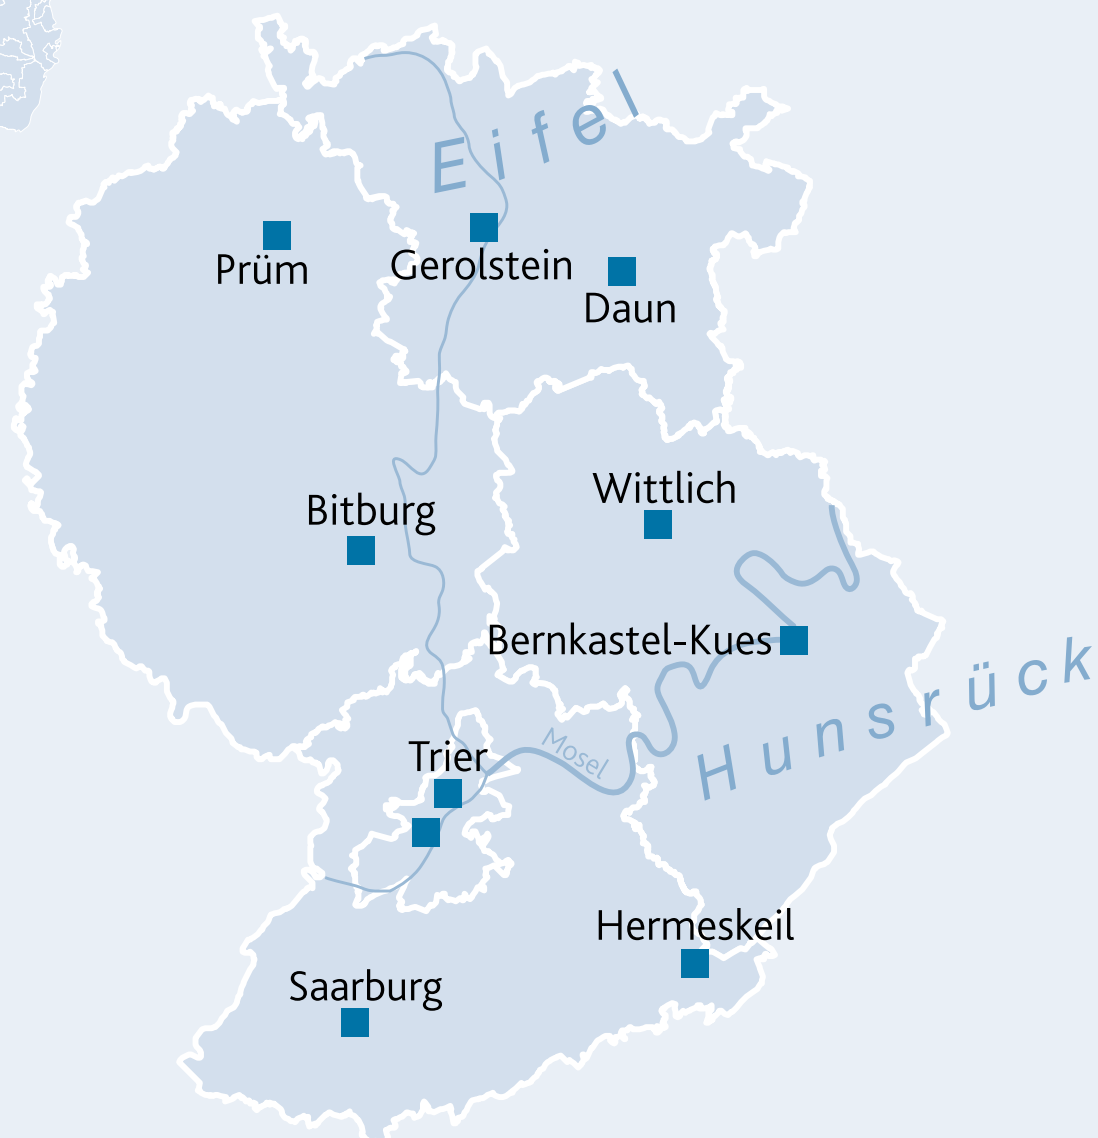 Eifel
Prüm
Gerolstein
Daun
Wittlich
Bitburg
Bernkastel-Kues
Hunsrück
Mosel
Trier
Hermeskeil
Saarburg